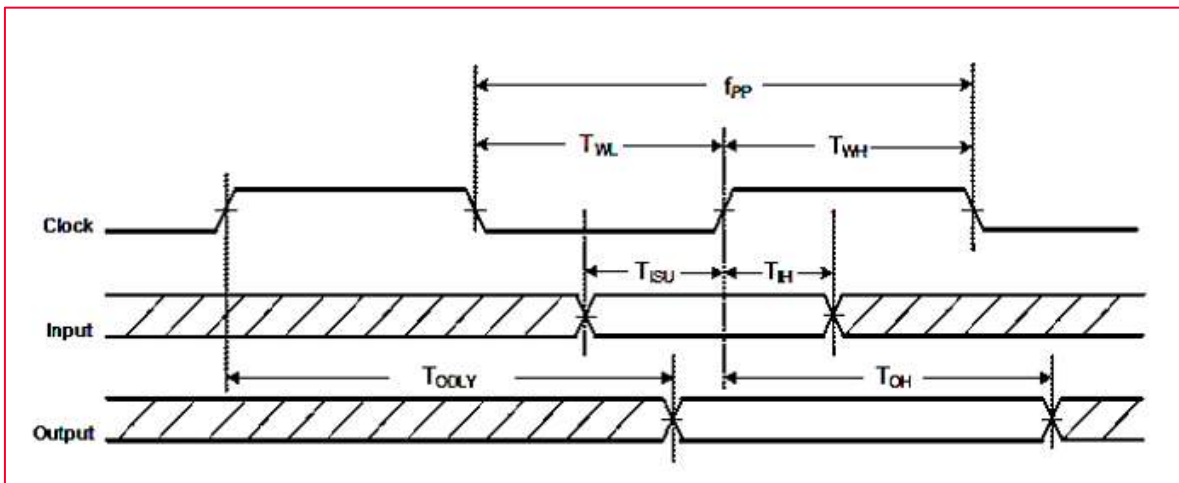 fPP
TWL
TWH
Clock
TISU
TIH
Input
TODLY
TOH
Output